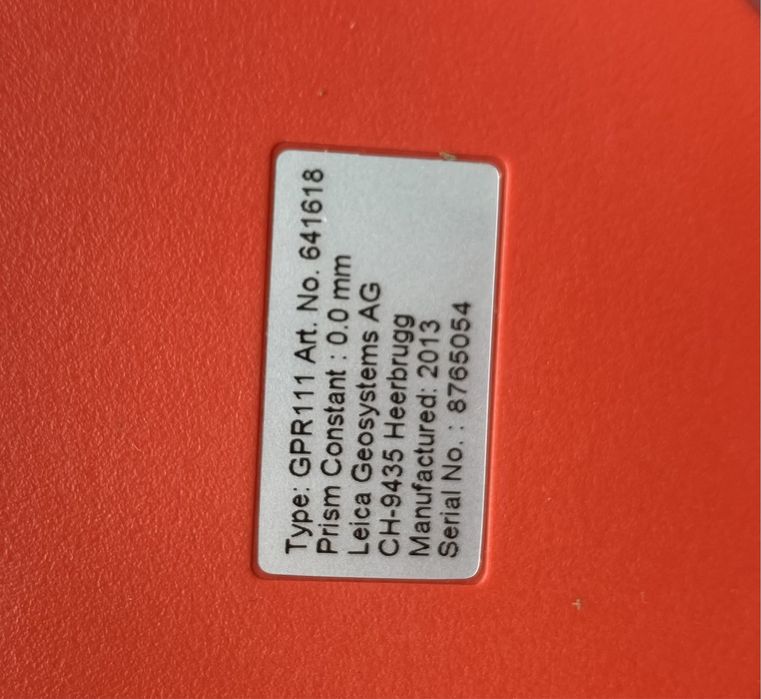 Type: GPR111 Art. No. 641618
Prism Constant : 0.0 mm
Leica Geosystems AG
CH-9435 Heerbrugg
Manufactured: 2013
Serial No. : 8765054